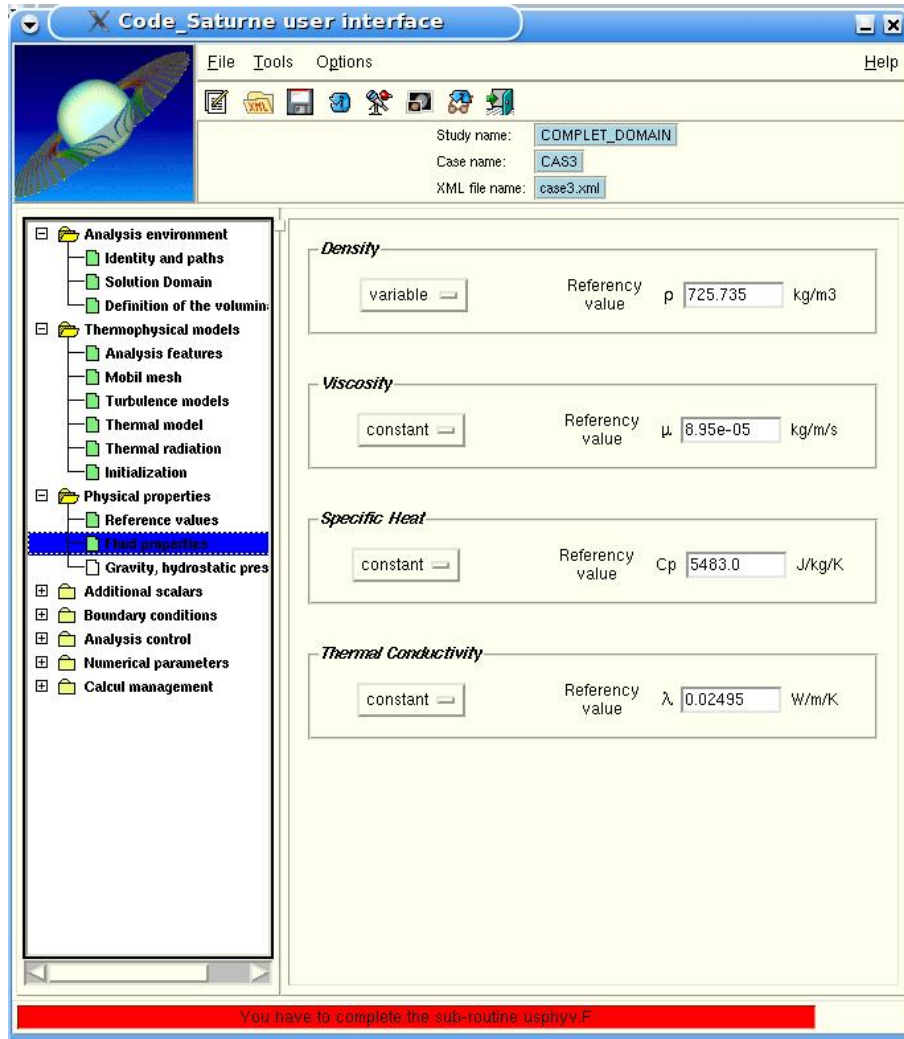 Code_Saturne user interface
File Tools Options Help
XML
Study name: COMPLET_DOMAIN
Case name: CAS3
XML file name: case3.xml
Analysis environment
Identity and paths
Solution Domain
Definition of the volumin
Thermophysical models
Analysis features
Mobil mesh
Turbulence models
Thermal model
Thermal radiation
Initialization
Physical properties
Reference values
Fluid properties
Gravity, hydrostatic pres
Additional scalars
Boundary conditions
Analysis control
Numerical parameters
Calcul management
Density
variable Referency value ρ 725.735 kg/m3
Viscosity
constant Referency value μ 8.95e-05 kg/m/s
Specific Heat
constant Referency value Cp 5483.0 J/kg/K
Thermal Conductivity
constant Referency value λ 0.02495 W/m/K
You have to complete the sub-routine usphyv.F